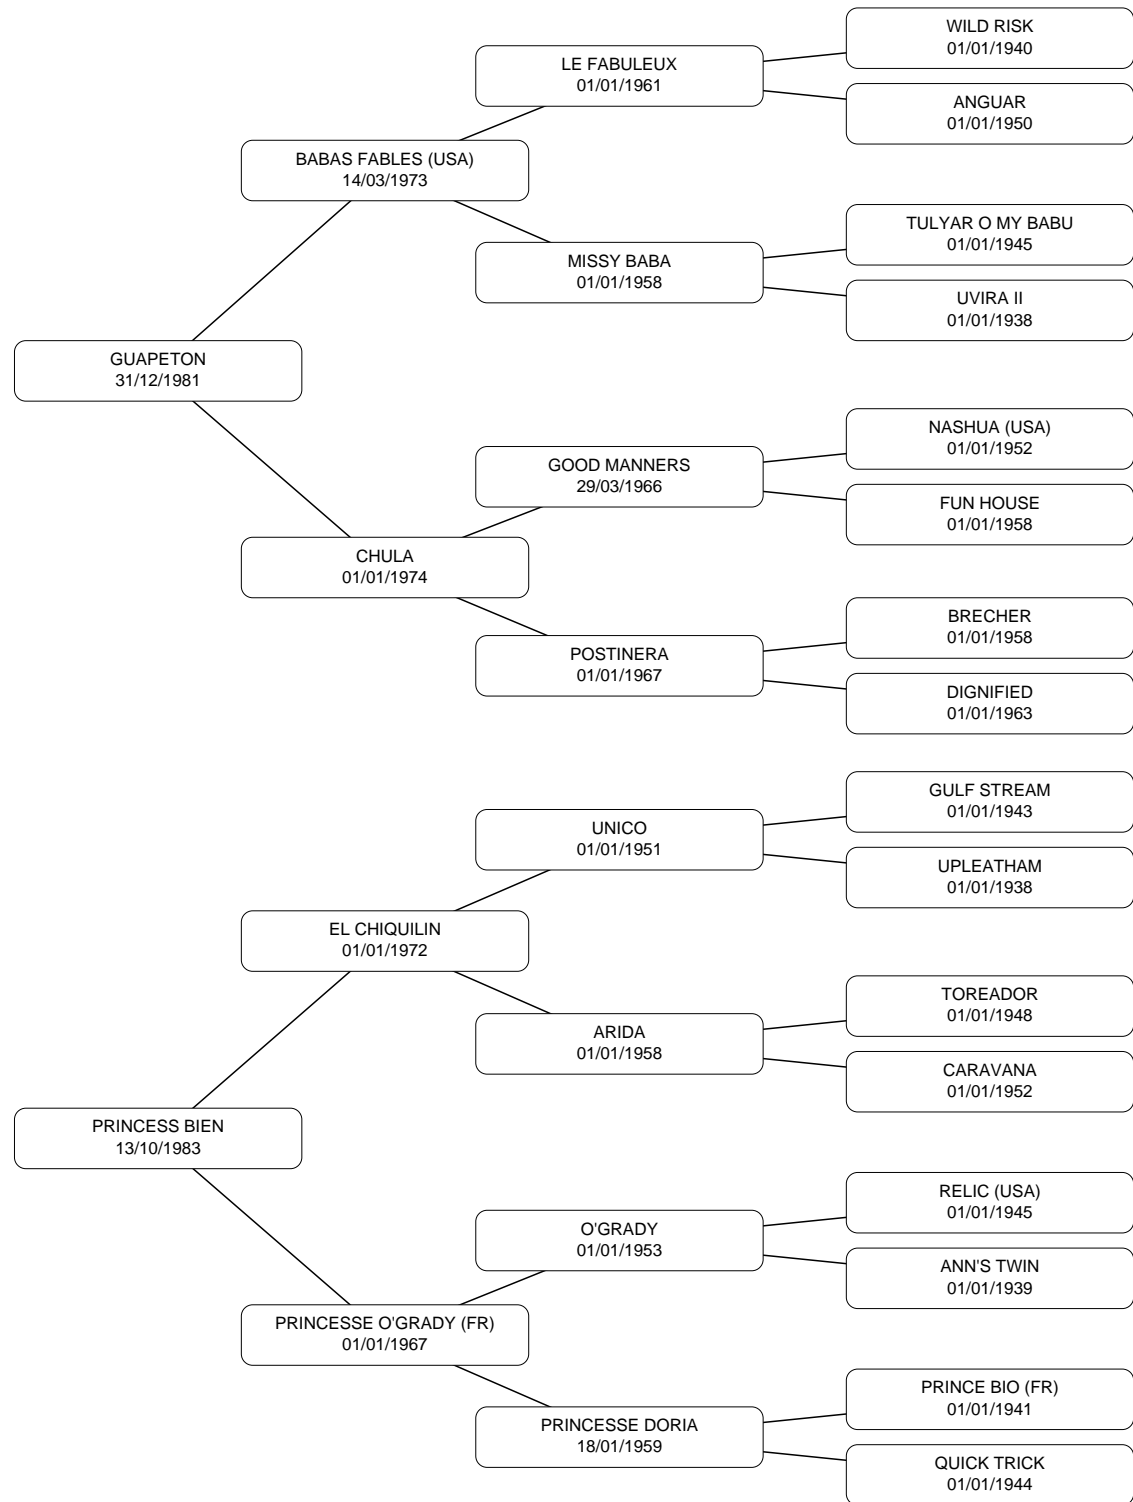 WILD RISK
01/01/1940
LE FABULEUX
01/01/1961
ANGUAR
01/01/1950
BABAS FABLES (USA)
14/03/1973
TULYAR O MY BABU
01/01/1945
MISSY BABA
01/01/1958
UVIRA II
01/01/1938
GUAPETON
31/12/1981
NASHUA (USA)
01/01/1952
GOOD MANNERS
29/03/1966
FUN HOUSE
01/01/1958
CHULA
01/01/1974
BRECHER
01/01/1958
POSTINERA
01/01/1967
DIGNIFIED
01/01/1963
GULF STREAM
01/01/1943
UNICO
01/01/1951
UPLEATHAM
01/01/1938
EL CHIQUILIN
01/01/1972
TOREADOR
01/01/1948
ARIDA
01/01/1958
CARAVANA
01/01/1952
PRINCESS BIEN
13/10/1983
RELIC (USA)
01/01/1945
O'GRADY
01/01/1953
ANN'S TWIN
01/01/1939
PRINCESSE O'GRADY (FR)
01/01/1967
PRINCE BIO (FR)
01/01/1941
PRINCESSE DORIA
18/01/1959
QUICK TRICK
01/01/1944